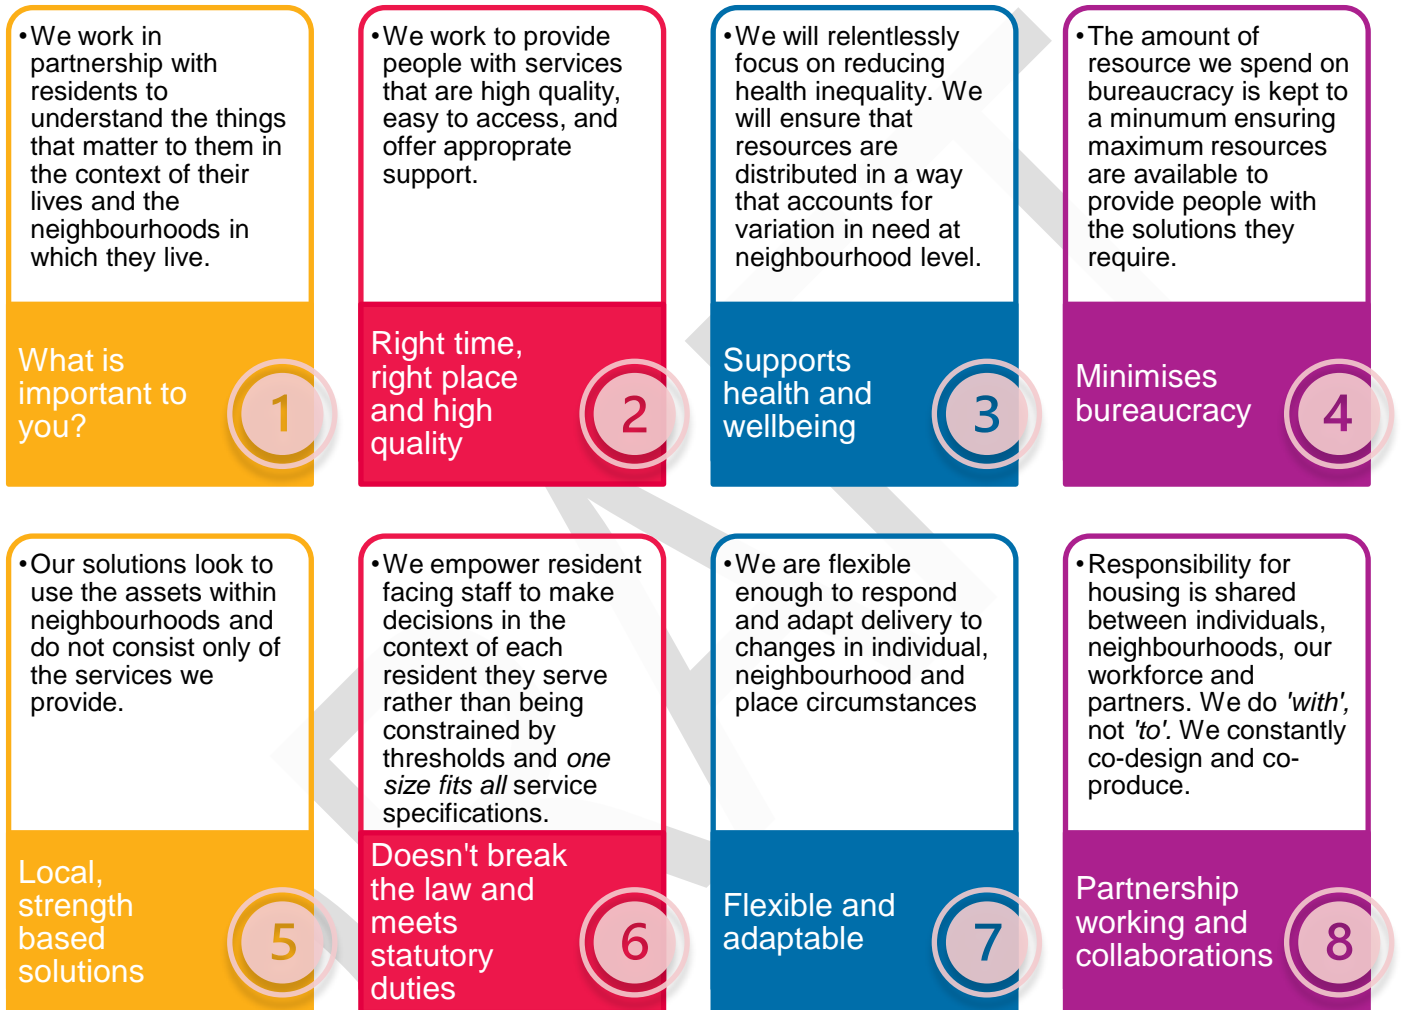 •We work in
partnership with
residents to
understand the things
that matter to them in
the context of their
lives and the
neighbourhoods in
which they live.
What is
important to
you?
1
•We work to provide
people with services
that are high quality,
easy to access, and
offer approprate
support.
Right time,
right place
and high
quality
2
•We will relentlessly
focus on reducing
health inequality. We
will ensure that
resources are
distributed in a way
that accounts for
variation in need at
neighbourhood level.
Supports
health and
wellbeing
3
•The amount of
resource we spend on
bureaucracy is kept to
a minumum ensuring
maximum resources
are available to
provide people with
the solutions they
require.
Minimises
bureaucracy
4
•Our solutions look to
use the assets within
neighbourhoods and
do not consist only of
the services we
provide.
Local,
strength
based
solutions
5
•We empower resident
facing staff to make
decisions in the
context of each
resident they serve
rather than being
constrained by
thresholds and one
size fits all service
specifications.
Doesn't break
the law and
meets
statutory
duties
6
•We are flexible
enough to respond
and adapt delivery to
changes in individual,
neighbourhood and
place circumstances
Flexible and
adaptable
7
•Responsibility for
housing is shared
between individuals,
neighbourhoods, our
workforce and
partners. We do 'with',
not 'to'. We constantly
co-design and co-
produce.
Partnership
working and
collaborations
8
DRAFT